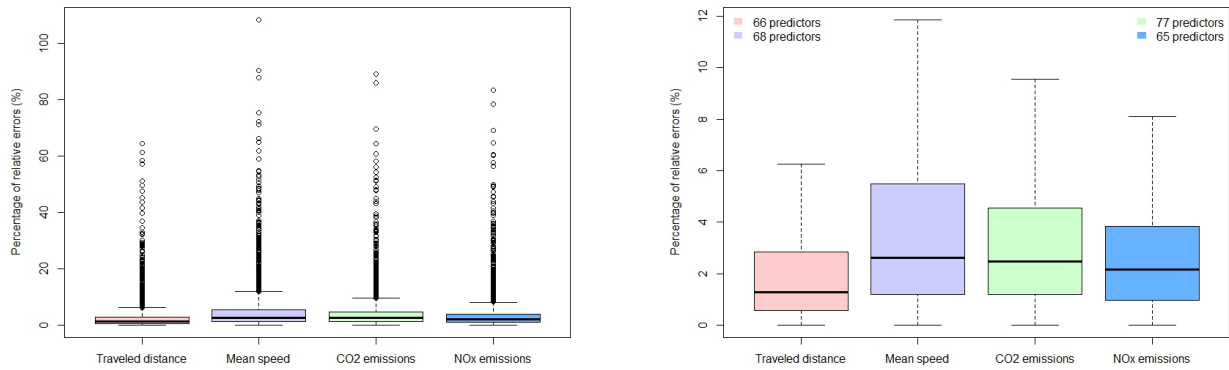 Percentage of relative errors (%)
100
80
60
40
20
0
Traveled distance
Mean speed
CO2 emissions
NOx emissions
Percentage of relative errors (%)
12
10
8
6
4
2
0
66 predictors
68 predictors
77 predictors
65 predictors
Traveled distance
Mean speed
CO2 emissions
NOx emissions